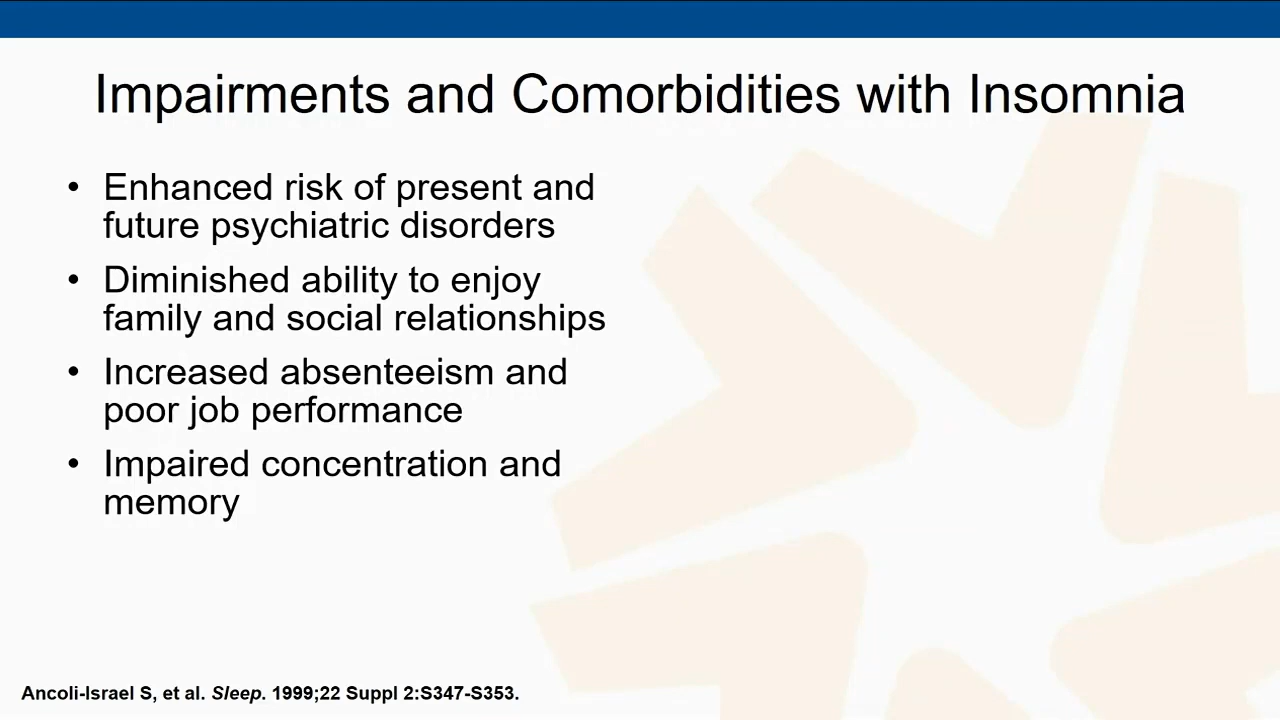 Impairments and Comorbidities with Insomnia
• Enhanced risk of present and
future psychiatric disorders
• Diminished ability to enjoy
family and social relationships
• Increased absenteeism and
poor job performance
• Impaired concentration and
memory
Ancoli-Israel S, et al. Sleep. 1999;22 Suppl 2:S347-S353.